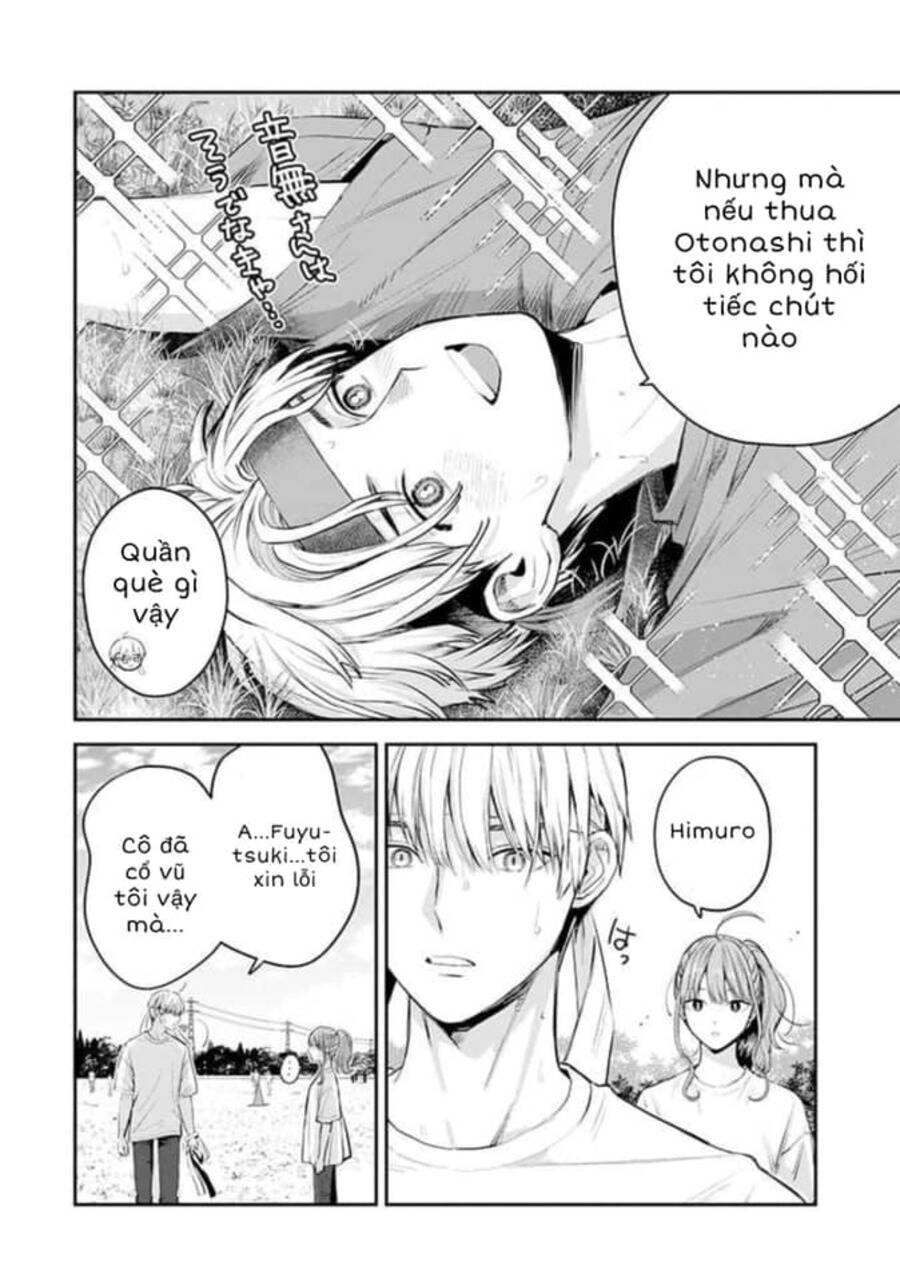 Nhưng mà
nếu thua
Otonashi thì
tôi không hối
tiếc chút
nào
音無さんは
そうでなきゃ…
Quần
què gì
vậy
Himuro
はっ
A...Fuyu-
tsuki...tôi
xin lỗi
Cô đã
cổ vũ
tôi vậy
mà...
...